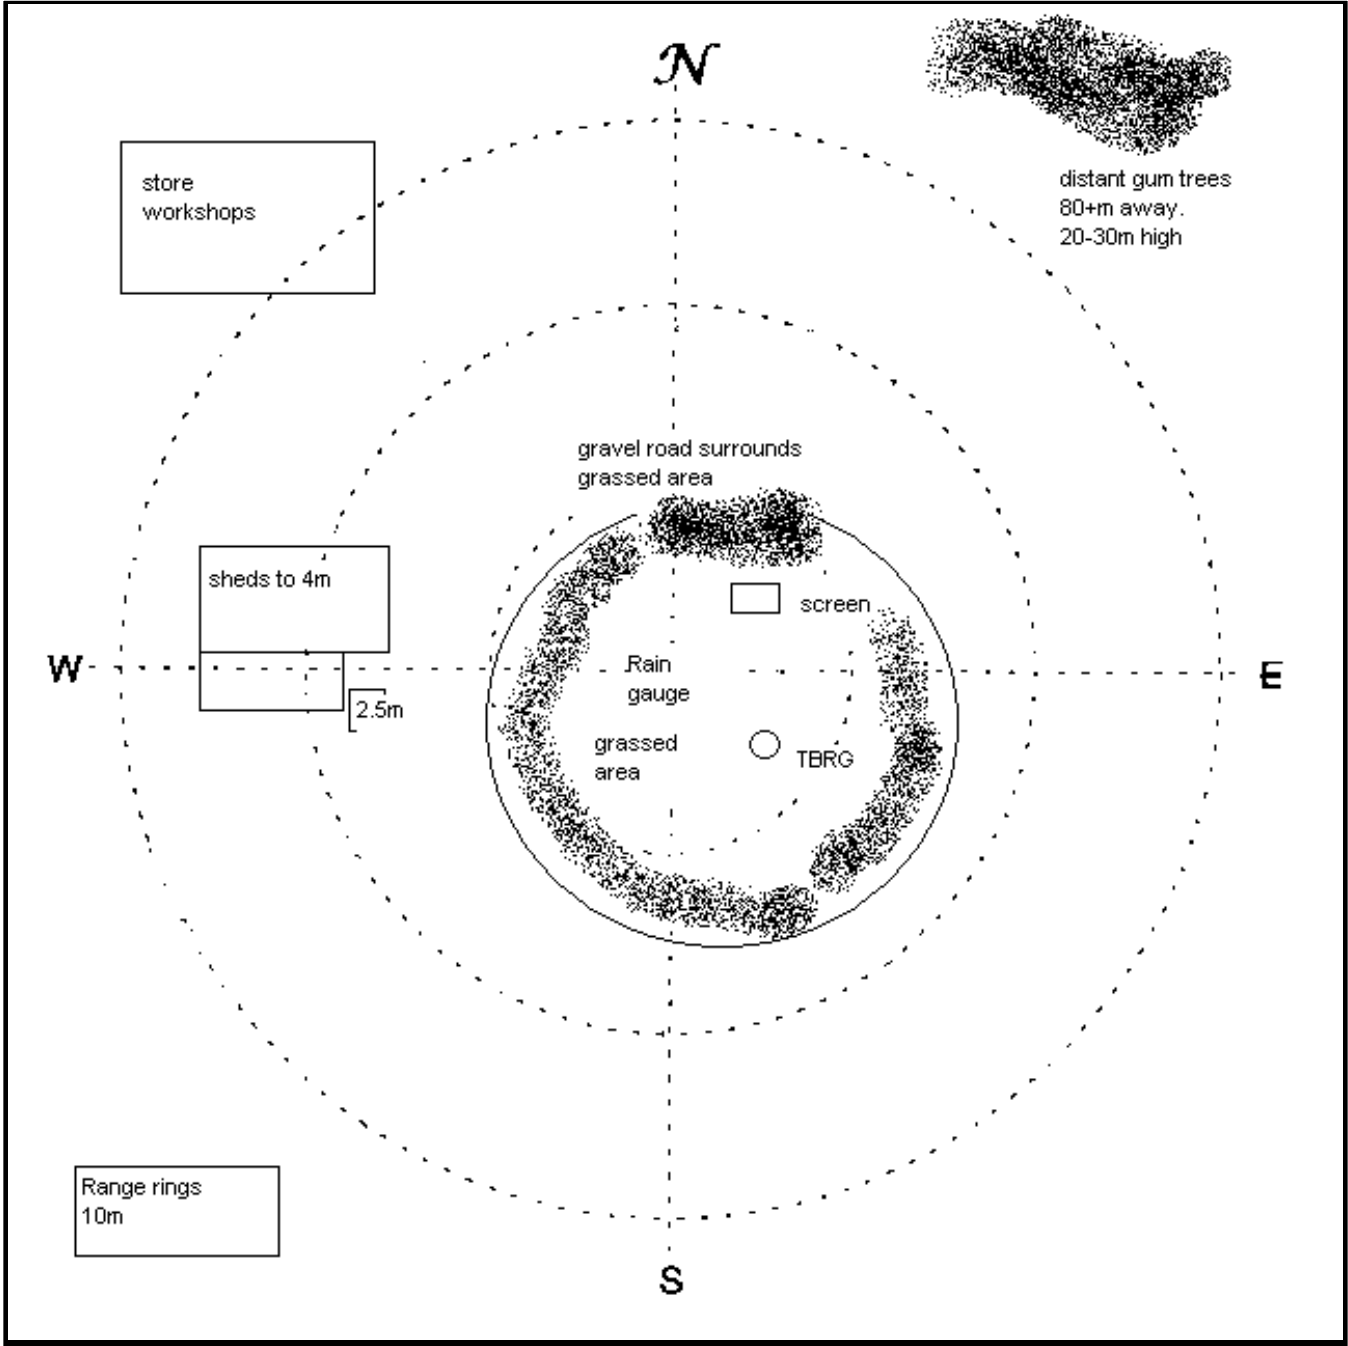 N
store
workshops
distant gum trees
80+m away.
20-30m high
gravel road surrounds
grassed area
sheds to 4m
screen
W
Rain
gauge
E
2.5m
grassed
area
TBRG
Range rings
10m
S